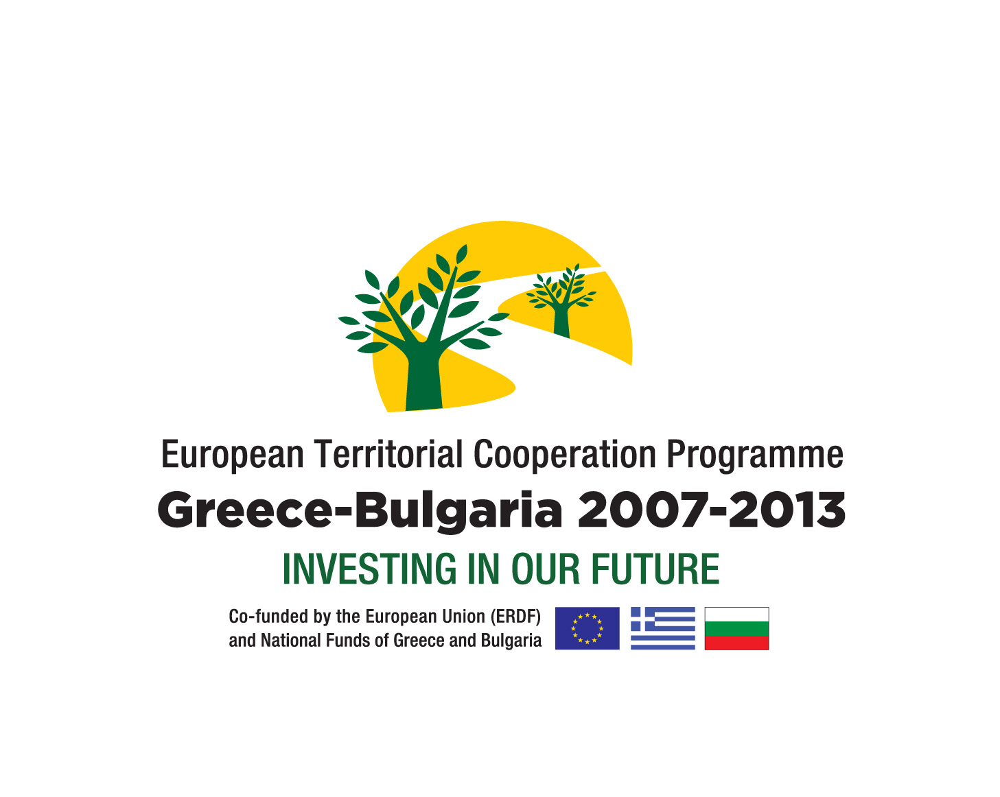 European Territorial Cooperation Programme
Greece-Bulgaria 2007-2013
INVESTING IN OUR FUTURE
Co-funded by the European Union (ERDF)
and National Funds of Greece and Bulgaria